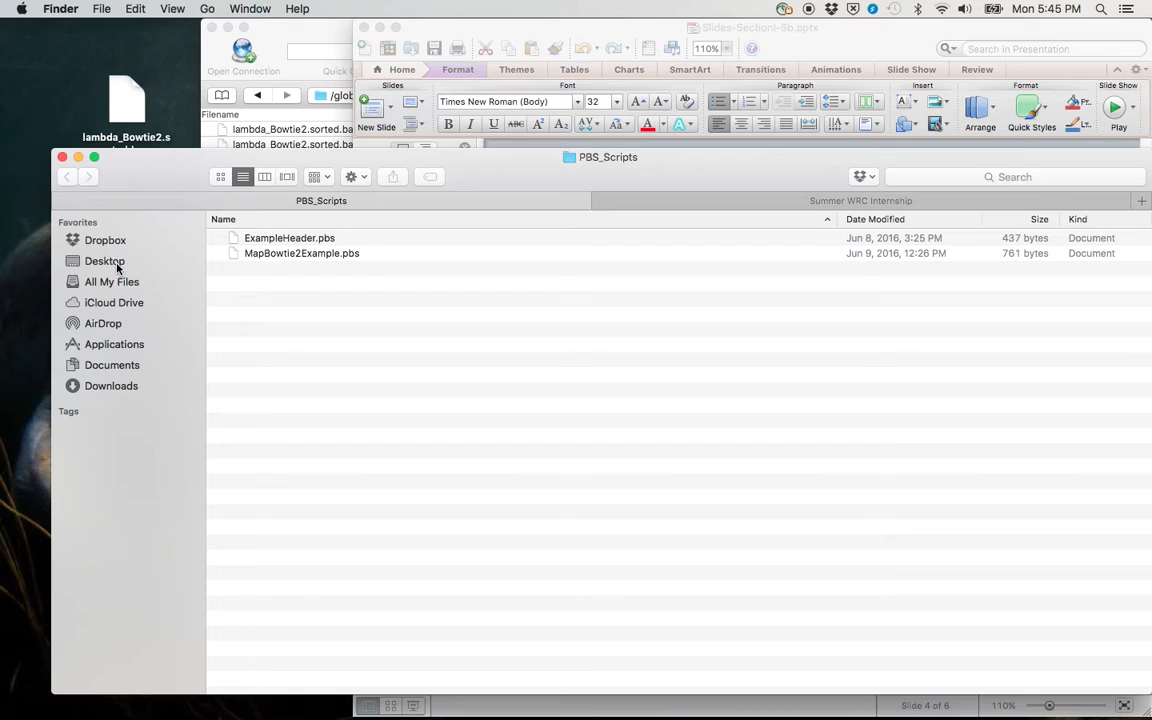 Finder File Edit View Go Window Help Mon 5:45 PM
Slides-SectionI-5b.pptx
Open Connection Quick
110% Search in Presentation
Home Format Themes Tables Charts SmartArt Transitions Animations Slide Show Review
Slides Paragraph Insert Format Slide Show
Times New Roman (Body) 32
New Slide Arrange Quick Styles Play
/glob
Filename
lambda_Bowtie2.sorted.ba
lambda_Bowtie2.sorted.ba
lambda_Bowtie2.s
PBS_Scripts
Search
PBS_Scripts Summer WRC Internship
Favorites
Dropbox
Desktop
All My Files
iCloud Drive
AirDrop
Applications
Documents
Downloads
Tags
Name Date Modified Size Kind
ExampleHeader.pbs Jun 8, 2016, 3:25 PM 437 bytes Document
MapBowtie2Example.pbs Jun 9, 2016, 12:26 PM 761 bytes Document
Slide 4 of 6 110%